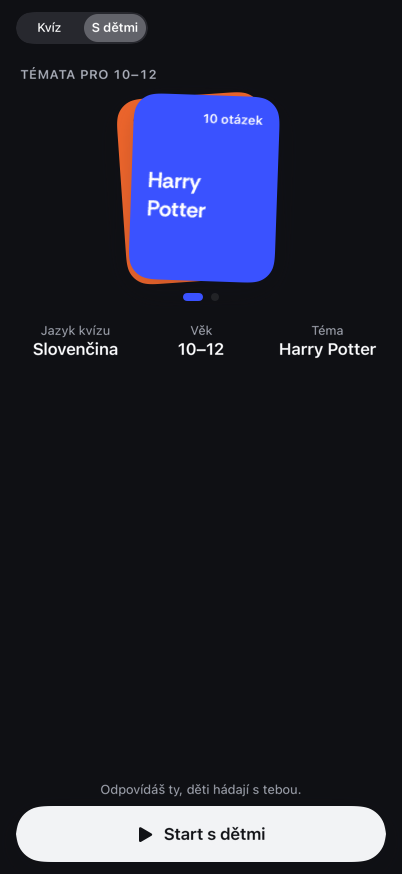 Kvíz
S dětmi
TÉMATA PRO 10–12
10 otázek
Harry
Potter
Jazyk kvízu
Věk
Téma
Slovenčina
10–12
Harry Potter
Odpovídáš ty, děti hádají s tebou.
Start s dětmi